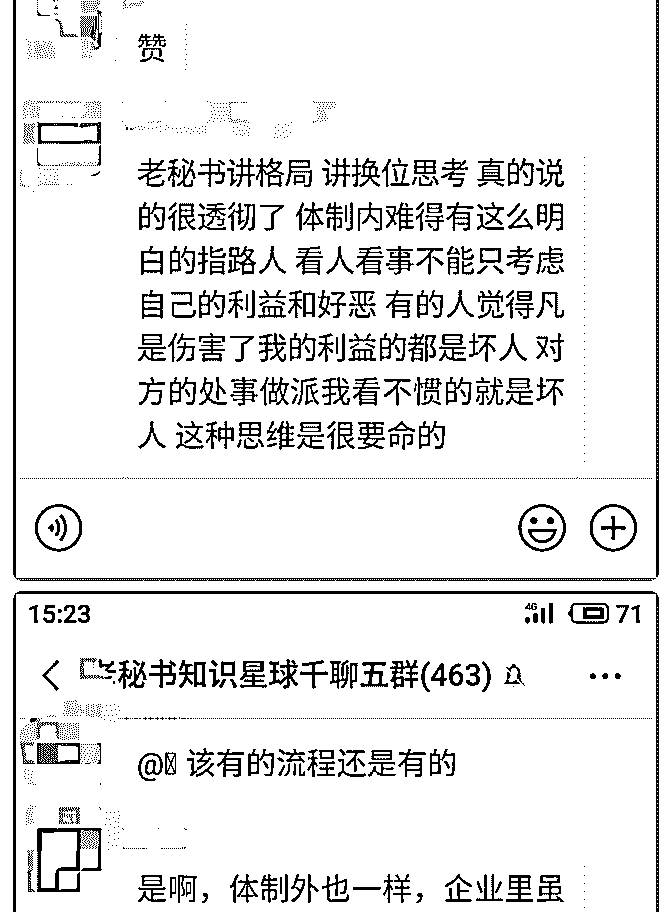 赞
老秘书讲格局 讲换位思考 真的说
的很透彻了 体制内难得有这么明
白的指路人 看人看事不能只考虑
自己的利益和好恶 有的人觉得凡
是伤害了我的利益的都是坏人 对
方的处事做派我看不惯的就是坏
人 这种思维是很要命的
15:23
4G
71
秘书知识星球千聊五群(463)
@ 该有的流程还是有的
是啊，体制外也一样，企业里虽